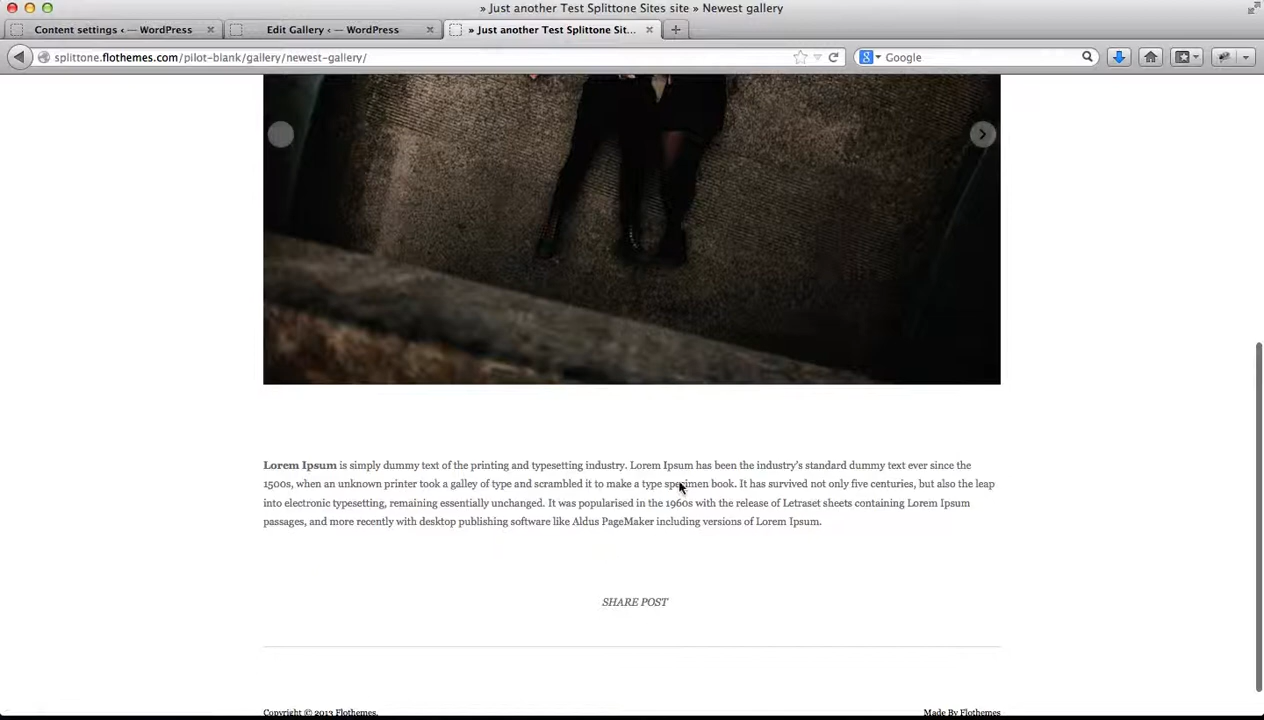 » Just another Test Splittone Sites site » Newest gallery
Content settings ‹ — WordPress
Edit Gallery ‹ — WordPress
» Just another Test Splittone Sit...
splittone.flothemes.com/pilot-blank/gallery/newest-gallery/
Google
Lorem Ipsum is simply dummy text of the printing and typesetting industry. Lorem Ipsum has been the industry's standard dummy text ever since the
1500s, when an unknown printer took a galley of type and scrambled it to make a type specimen book. It has survived not only five centuries, but also the leap
into electronic typesetting, remaining essentially unchanged. It was popularised in the 1960s with the release of Letraset sheets containing Lorem Ipsum
passages, and more recently with desktop publishing software like Aldus PageMaker including versions of Lorem Ipsum.
SHARE POST
Copyright © 2013 Flothemes.
Made By Flothemes